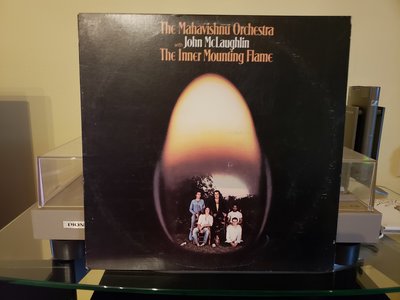 The Mahavishnu Orchestra
with John McLaughlin
The Inner Mounting Flame